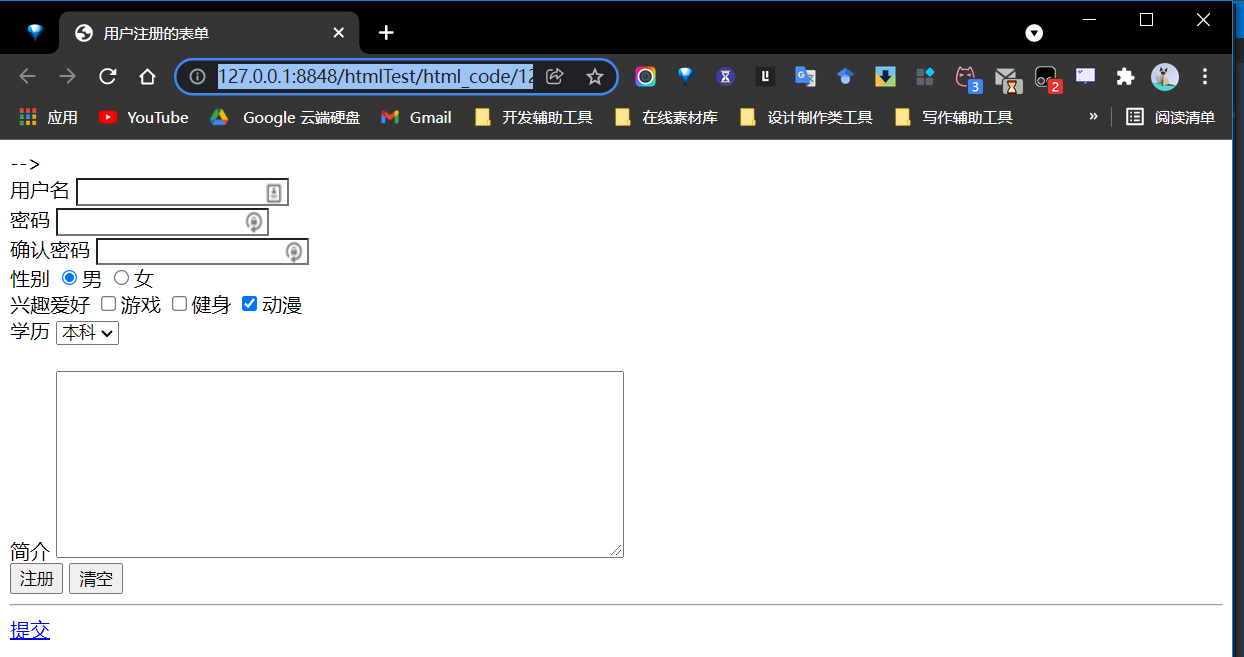 用户注册的表单
127.0.0.1:8848/htmlTest/html_code/12
3
2
应用 YouTube Google 云端硬盘 Gmail 开发辅助工具 在线素材库 设计制作类工具 写作辅助工具 » 阅读清单
-->
用户名
密码
确认密码
性别 男 女
兴趣爱好 游戏 健身 动漫
学历 本科
简介
注册 清空
提交